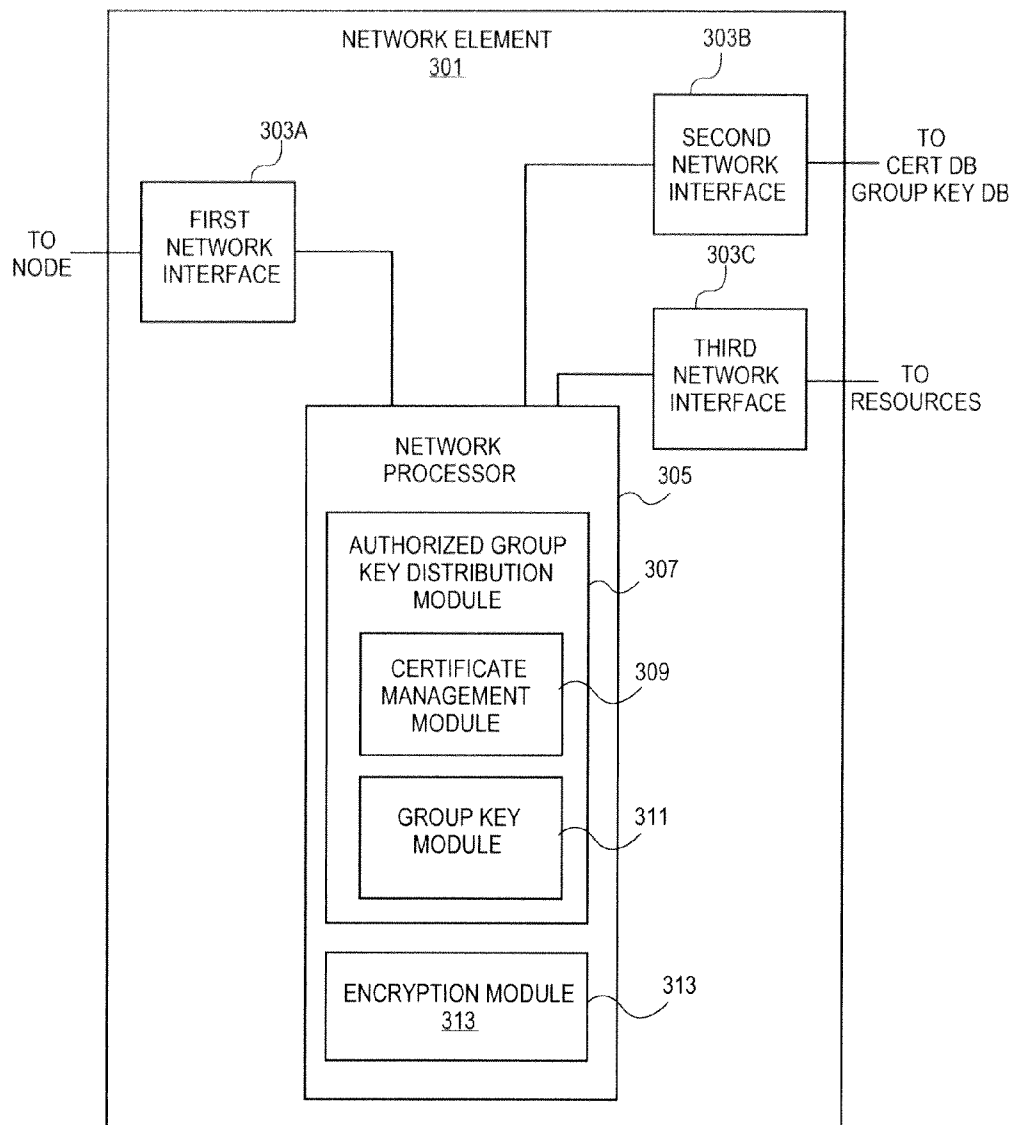 NETWORK ELEMENT
301
303B
SECOND
NETWORK
INTERFACE
TO
CERT DB
GROUP KEY DB
303A
FIRST
NETWORK
INTERFACE
TO
NODE
303C
THIRD
NETWORK
INTERFACE
TO
RESOURCES
NETWORK
PROCESSOR
305
AUTHORIZED GROUP
KEY DISTRIBUTION
MODULE
307
CERTIFICATE
MANAGEMENT
MODULE
309
GROUP KEY
MODULE
311
ENCRYPTION MODULE
313
313